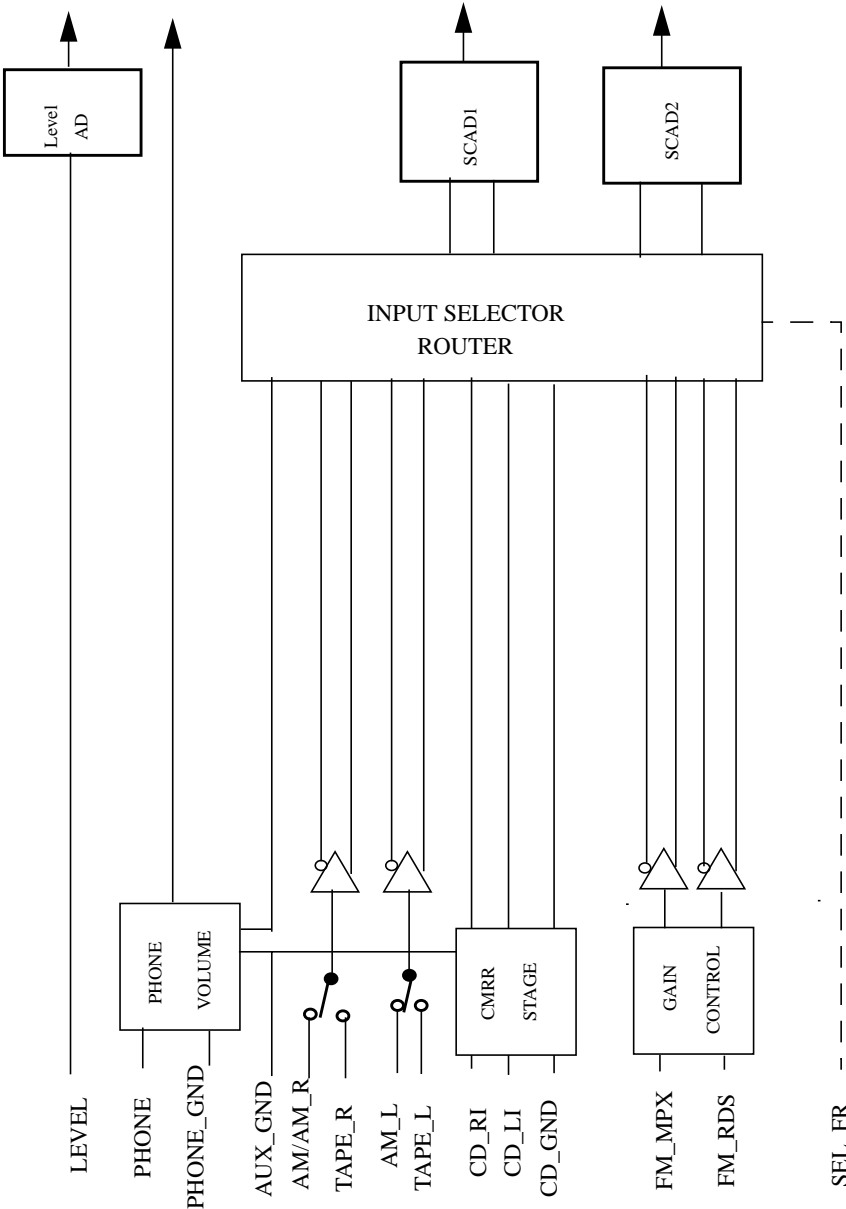 Level
AD
SCAD1
SCAD2
INPUT SELECTOR
ROUTER
PHONE
VOLUME
CMRR
STAGE
GAIN
CONTROL
LEVEL
PHONE
PHONE_GND
AUX_GND
AM/AM_R
TAPE_R
AM_L
TAPE_L
CD_RI
CD_LI
CD_GND
FM_MPX
FM_RDS
SEL_FR